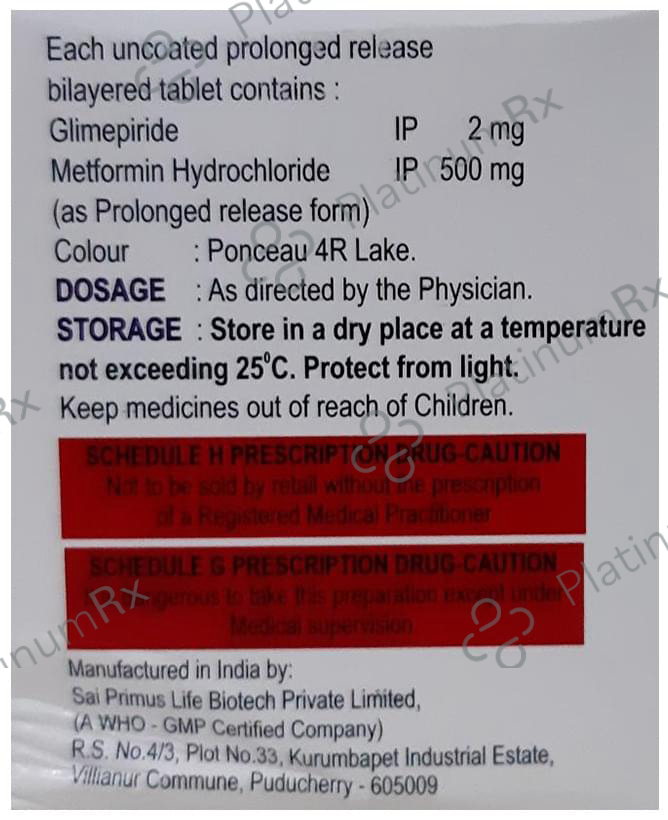 Each uncoated prolonged release
bilayered tablet contains :
Glimepiride IP 2 mg
Metformin Hydrochloride IP 500 mg
(as Prolonged release form)
Colour : Ponceau 4R Lake.
DOSAGE : As directed by the Physician.
STORAGE : Store in a dry place at a temperature
not exceeding 25⁰C. Protect from light.
Keep medicines out of reach of Children.
SCHEDULE H PRESCRIPTION DRUG-CAUTION
Not to be sold by retail without the prescription
of a Registered Medical Practitioner
SCHEDULE G PRESCRIPTION DRUG-CAUTION
dangerous to take this preparation except under
Medical supervision
Manufactured in India by:
Sai Primus Life Biotech Private Limited,
(A WHO - GMP Certified Company)
R.S. No.4/3, Plot No.33, Kurumbapet Industrial Estate,
Villianur Commune, Puducherry - 605009
PlatinumRx
PlatinumRx